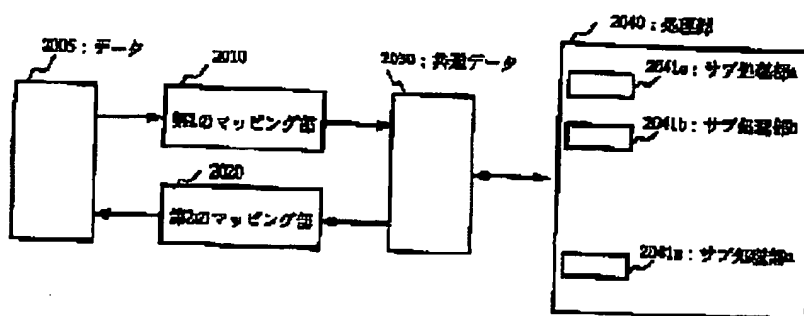 2040：処理部
2005：データ
2010
2030：共通データ
2041a：サブ処理部a
第1のマッピング部
2041b：サブ処理部b
2020
第2のマッピング部
2041n：サブ処理部n